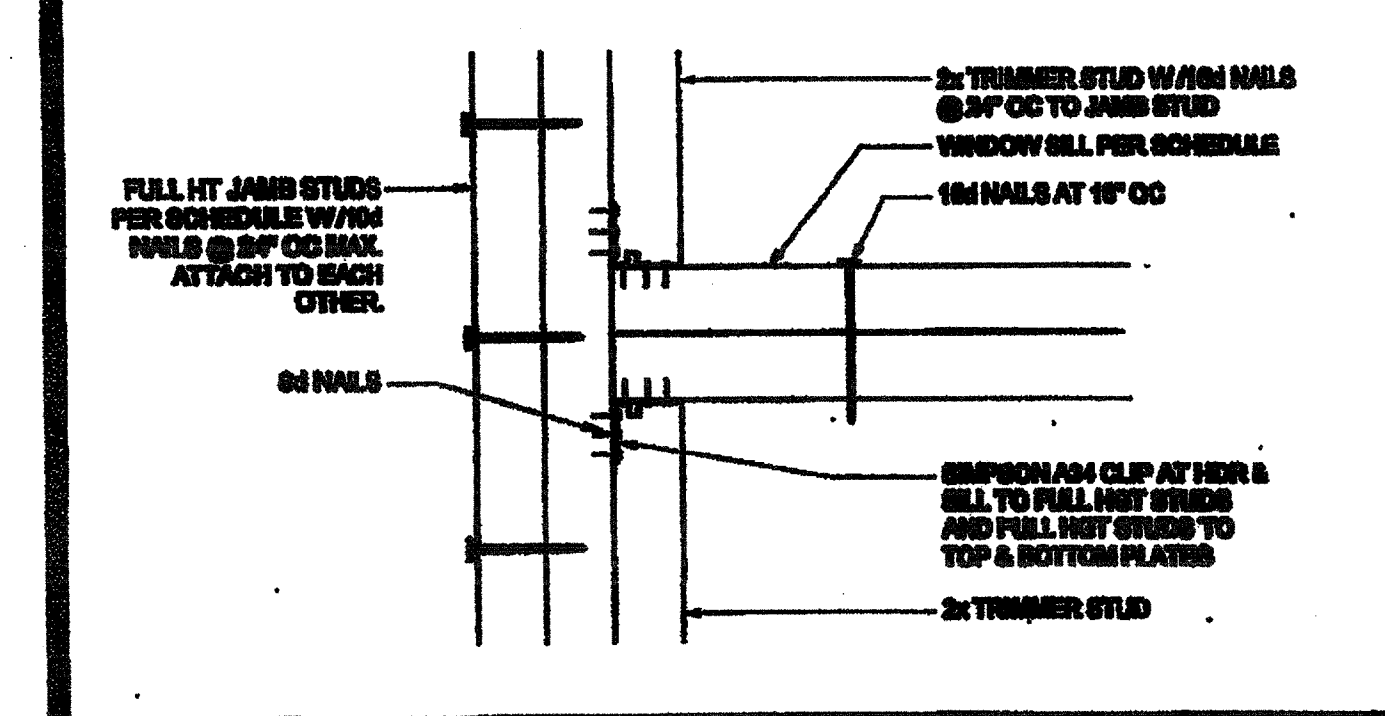 2x TRIMMER STUD W/16d NAILS
@ 24" OC TO JAMB STUD
WINDOW SILL PER SCHEDULE
16d NAILS AT 16" OC
FULL HT JAMB STUDS
PER SCHEDULE W/10d
NAILS @ 24" OC MAX.
ATTACH TO EACH
OTHER.
8d NAILS
SIMPSON A34 CLIP AT HDR &
SILL TO FULL HGT STUDS
AND FULL HGT STUDS TO
TOP & BOTTOM PLATES
2x TRIMMER STUD